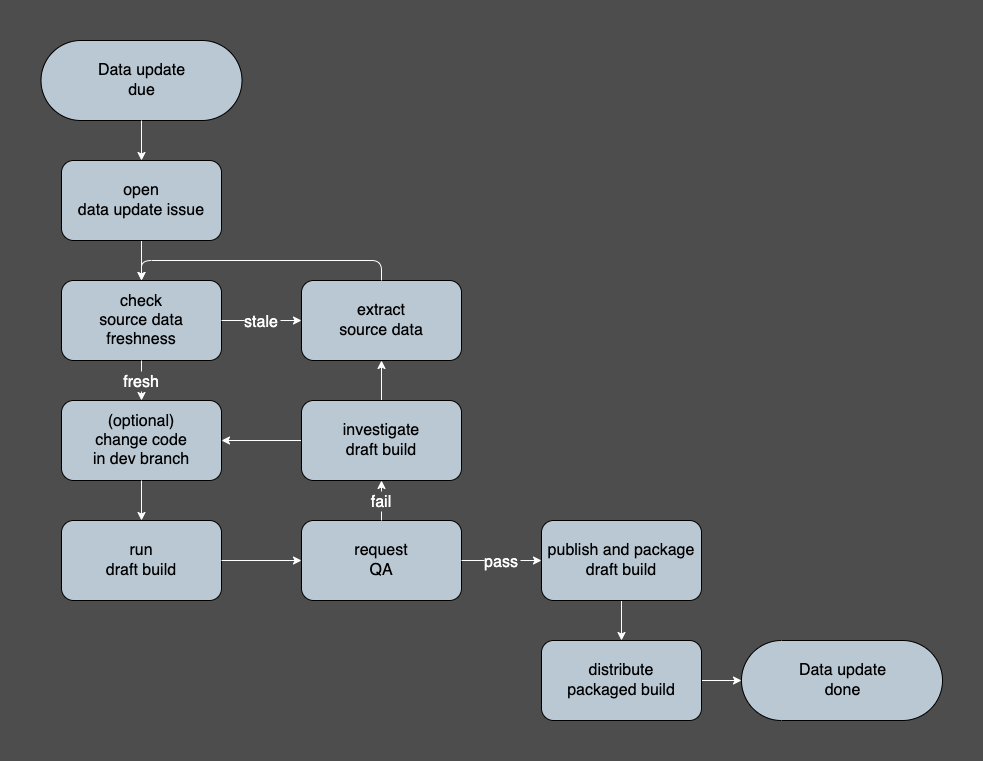 Data update
due
open
data update issue
check
source data
freshness
stale
extract
source data
fresh
(optional)
change code
in dev branch
investigate
draft build
fail
run
draft build
request
QA
pass
publish and package
draft build
distribute
packaged build
Data update
done